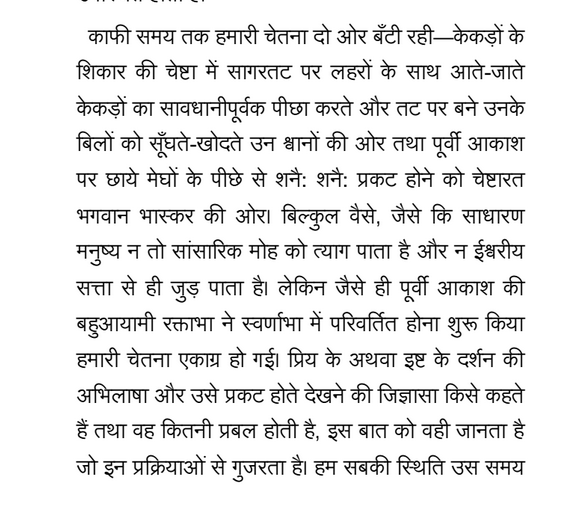 काफी समय तक हमारी चेतना दो ओर बँटी रही—केकड़ों के
शिकार की चेष्टा में सागरतट पर लहरों के साथ आते-जाते
केकड़ों का सावधानीपूर्वक पीछा करते और तट पर बने उनके
बिलों को सूँघते-खोदते उन श्वानों की ओर तथा पूर्वी आकाश
पर छाये मेघों के पीछे से शनै: शनै: प्रकट होने को चेष्टारत
भगवान भास्कर की ओर। बिल्कुल वैसे, जैसे कि साधारण
मनुष्य न तो सांसारिक मोह को त्याग पाता है और न ईश्वरीय
सत्ता से ही जुड़ पाता है। लेकिन जैसे ही पूर्वी आकाश की
बहुआयामी रक्ताभा ने स्वर्णाभा में परिवर्तित होना शुरू किया
हमारी चेतना एकाग्र हो गई। प्रिय के अथवा इष्ट के दर्शन की
अभिलाषा और उसे प्रकट होते देखने की जिज्ञासा किसे कहते
हैं तथा वह कितनी प्रबल होती है, इस बात को वही जानता है
जो इन प्रक्रियाओं से गुजरता है। हम सबकी स्थिति उस समय